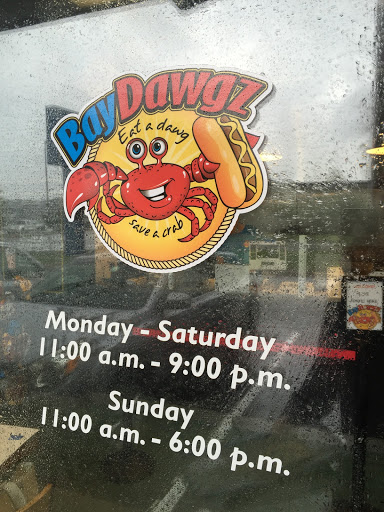 BayDawgz
Eat a dawg
save a crab
Monday - Saturday
11:00 a.m. - 9:00 p.m.
Sunday
11:00 a.m. - 6:00 p.m.